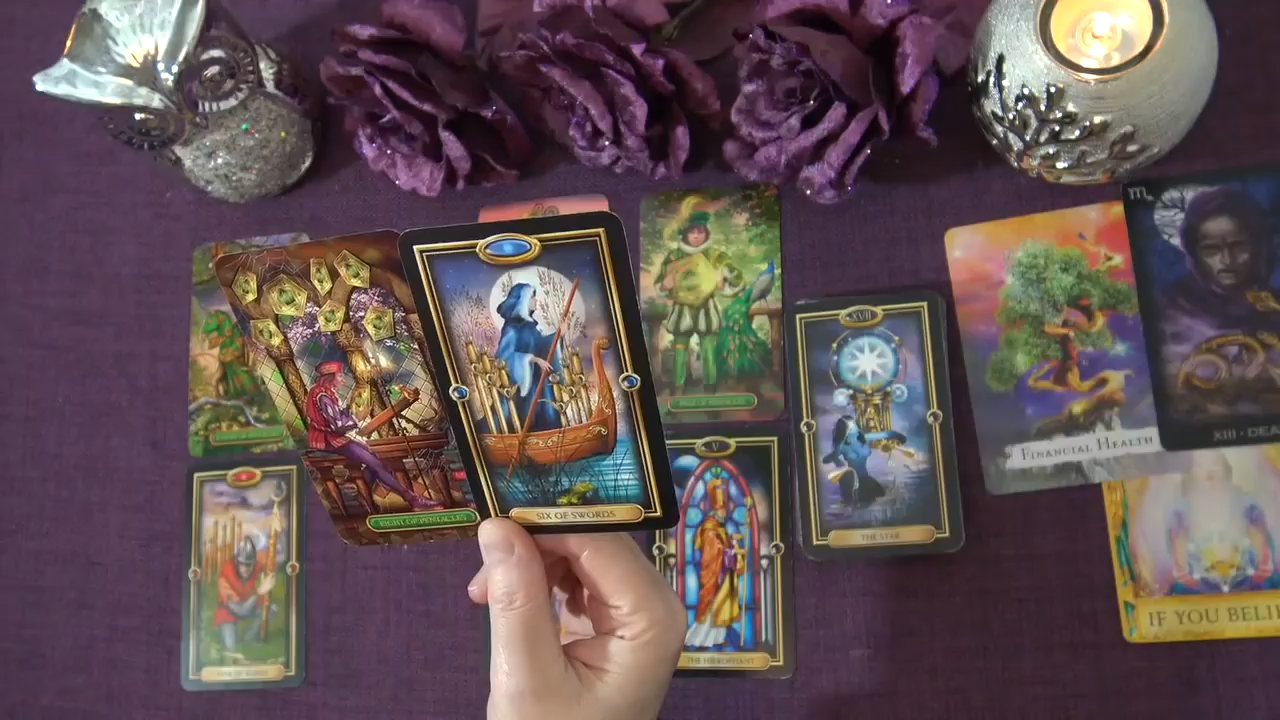 XVII
♏
FINANCIAL HEALTH
XIII · DEA
EIGHT OF PENTACLES
SIX OF SWORDS
V
THE STAR
IF YOU BELI
THE HIEROPHANT